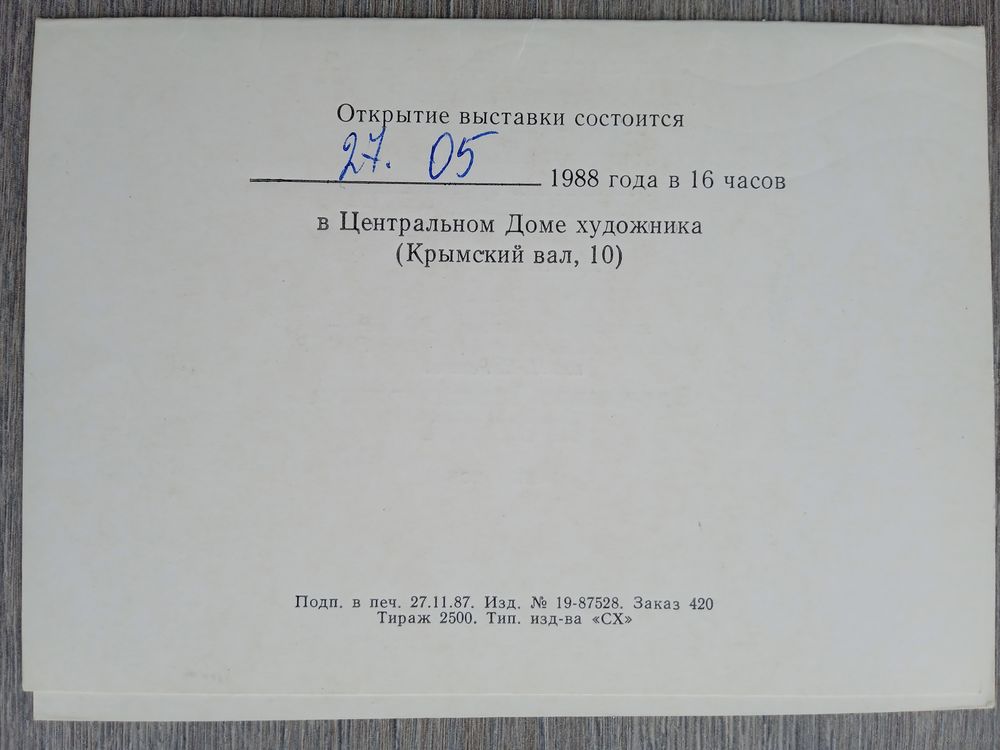 Открытие выставки состоится
27. 05 1988 года в 16 часов
в Центральном Доме художника
(Крымский вал, 10)
Подп. в печ. 27.11.87. Изд. № 19-87528. Заказ 420
Тираж 2500. Тип. изд-ва «СХ»